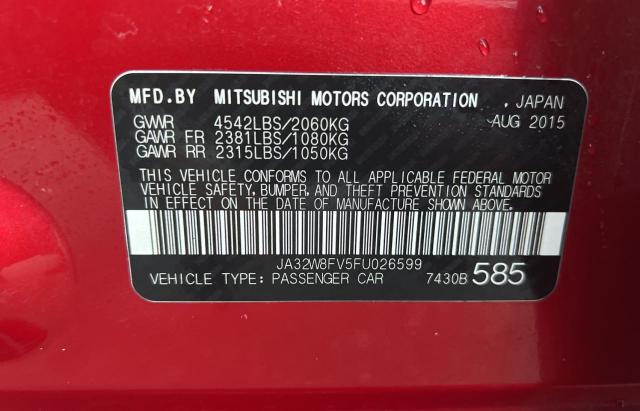 MFD.BY MITSUBISHI MOTORS CORPORATION , JAPAN
GVWR 4542LBS/2060KG AUG 2015
GAWR FR 2381LBS/1080KG
GAWR RR 2315LBS/1050KG
THIS VEHICLE CONFORMS TO ALL APPLICABLE FEDERAL MOTOR
VEHICLE SAFETY, BUMPER, AND THEFT PREVENTION STANDARDS
IN EFFECT ON THE DATE OF MANUFACTURE SHOWN ABOVE.
JA32W8FV5FU026599
VEHICLE TYPE: PASSENGER CAR 7430B 585